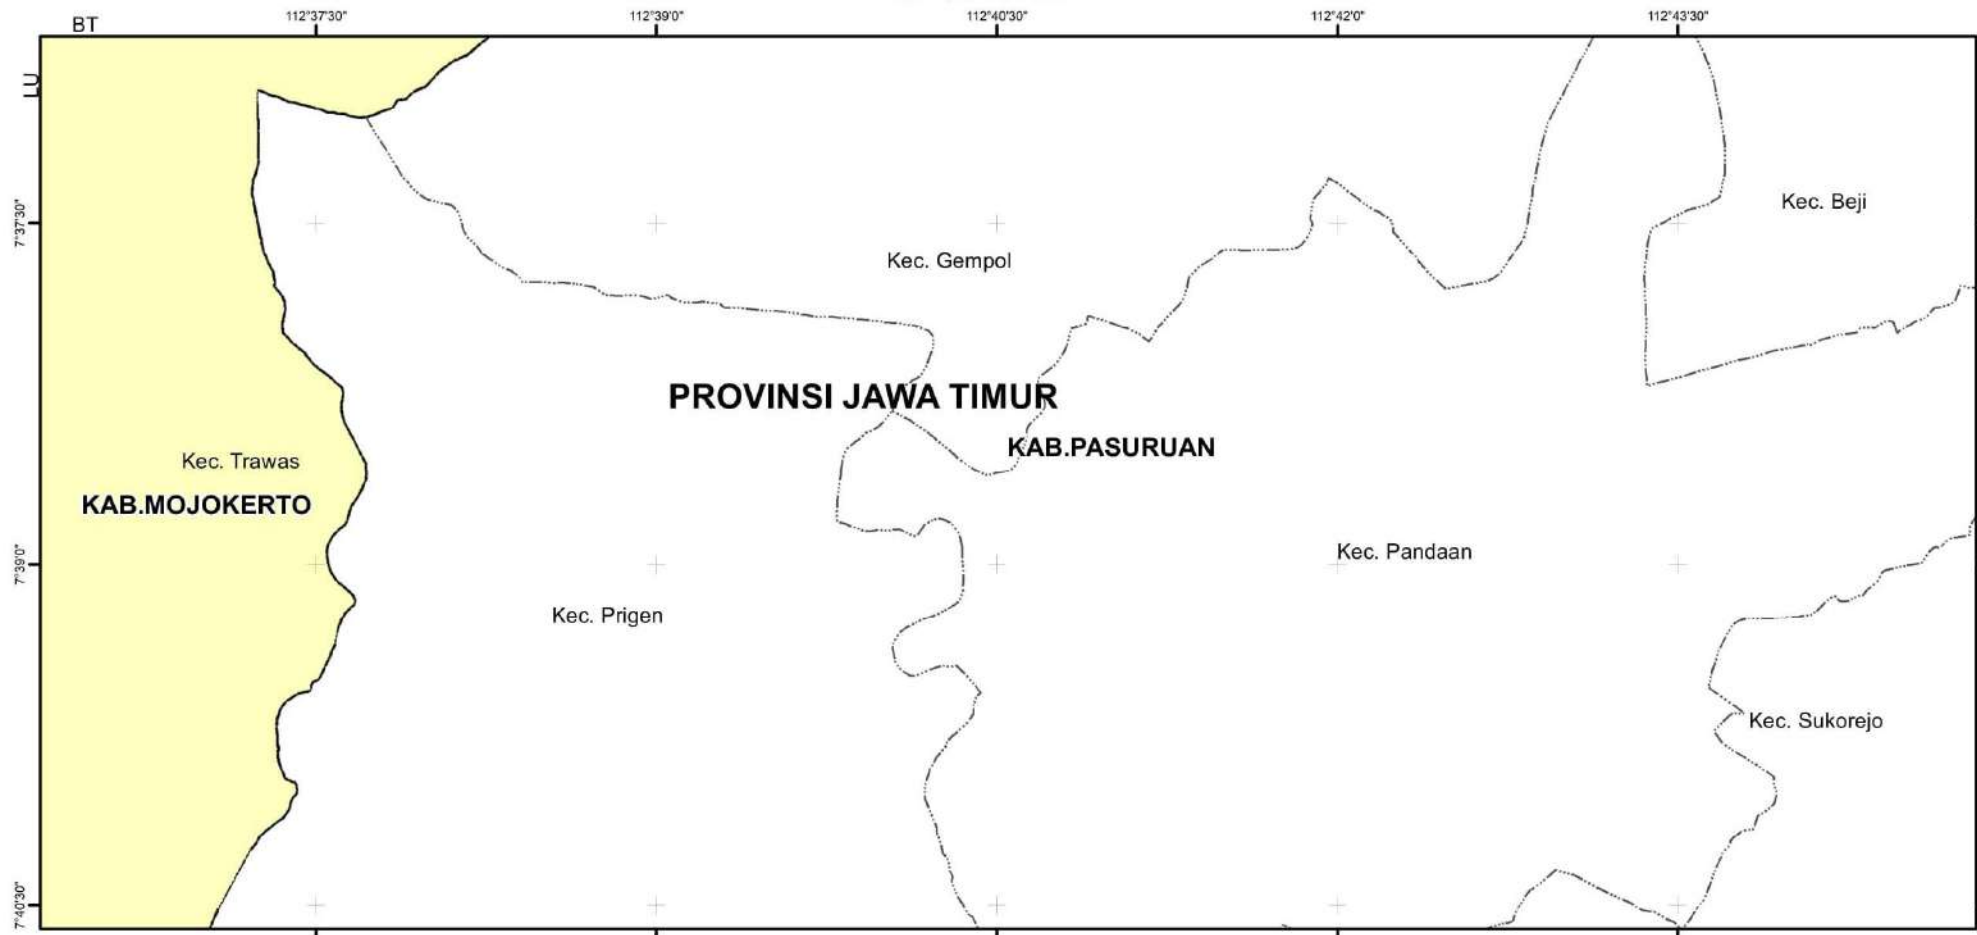 BT
112°37'30"
112°39'0"
112°40'30"
112°42'0"
112°43'30"
LU
7°37'30"
Kec. Beji
Kec. Gempol
PROVINSI JAWA TIMUR
KAB.PASURUAN
Kec. Trawas
KAB.MOJOKERTO
7°39'0"
Kec. Pandaan
Kec. Prigen
Kec. Sukorejo
7°40'30"